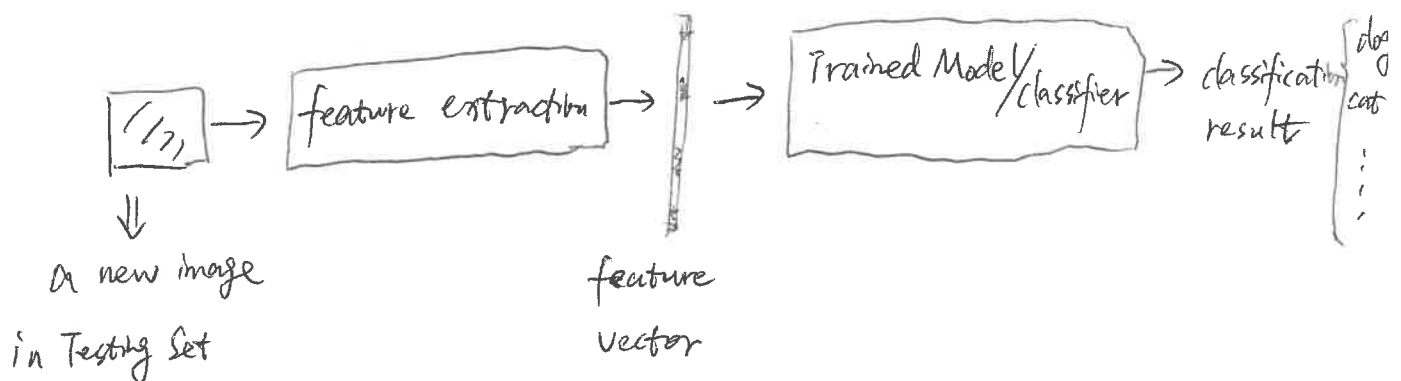 feature extraction
Trained Model/classifier
classification result
dog
cat
a new image
in Testing Set
feature
vector